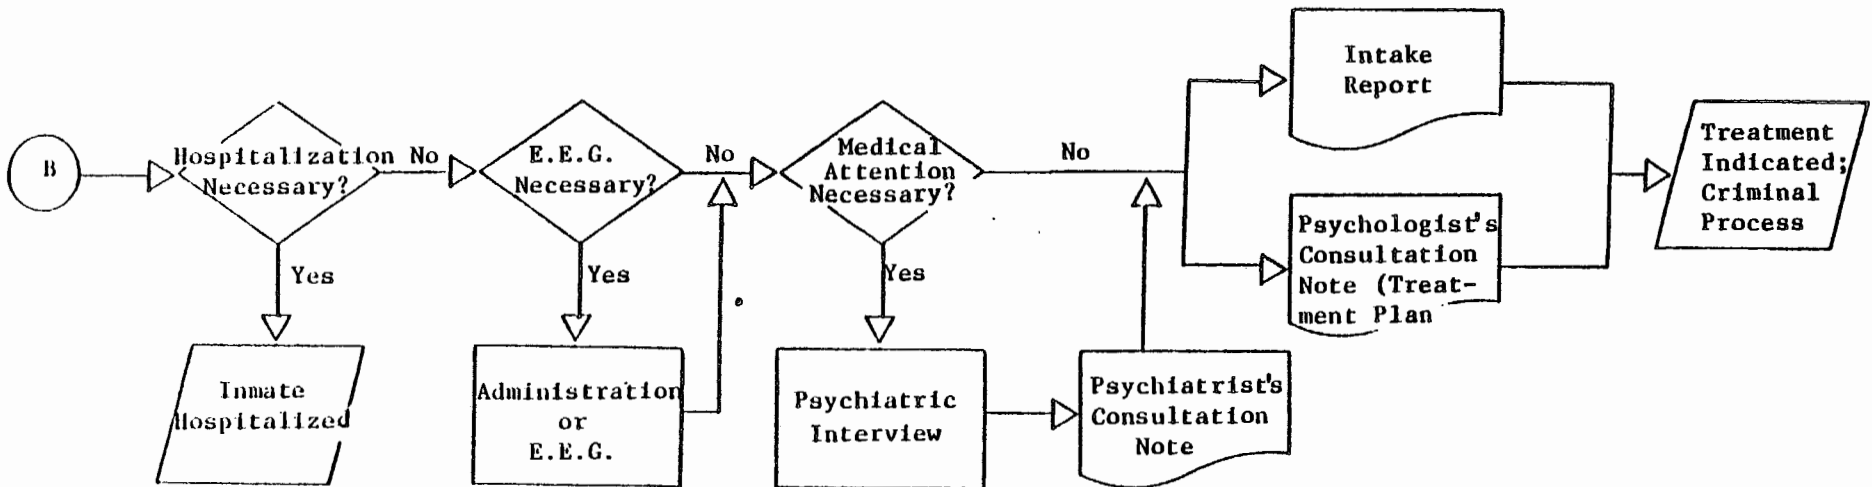 B
Hospitalization
Necessary?
No
Yes
Inmate
Hospitalized
E.E.G.
Necessary?
No
Yes
Administration
or
E.E.G.
Medical
Attention
Necessary?
No
Yes
Psychiatric
Interview
Psychiatrist's
Consultation
Note
Intake
Report
Psychologist's
Consultation
Note (Treat-
ment Plan
Treatment
Indicated;
Criminal
Process